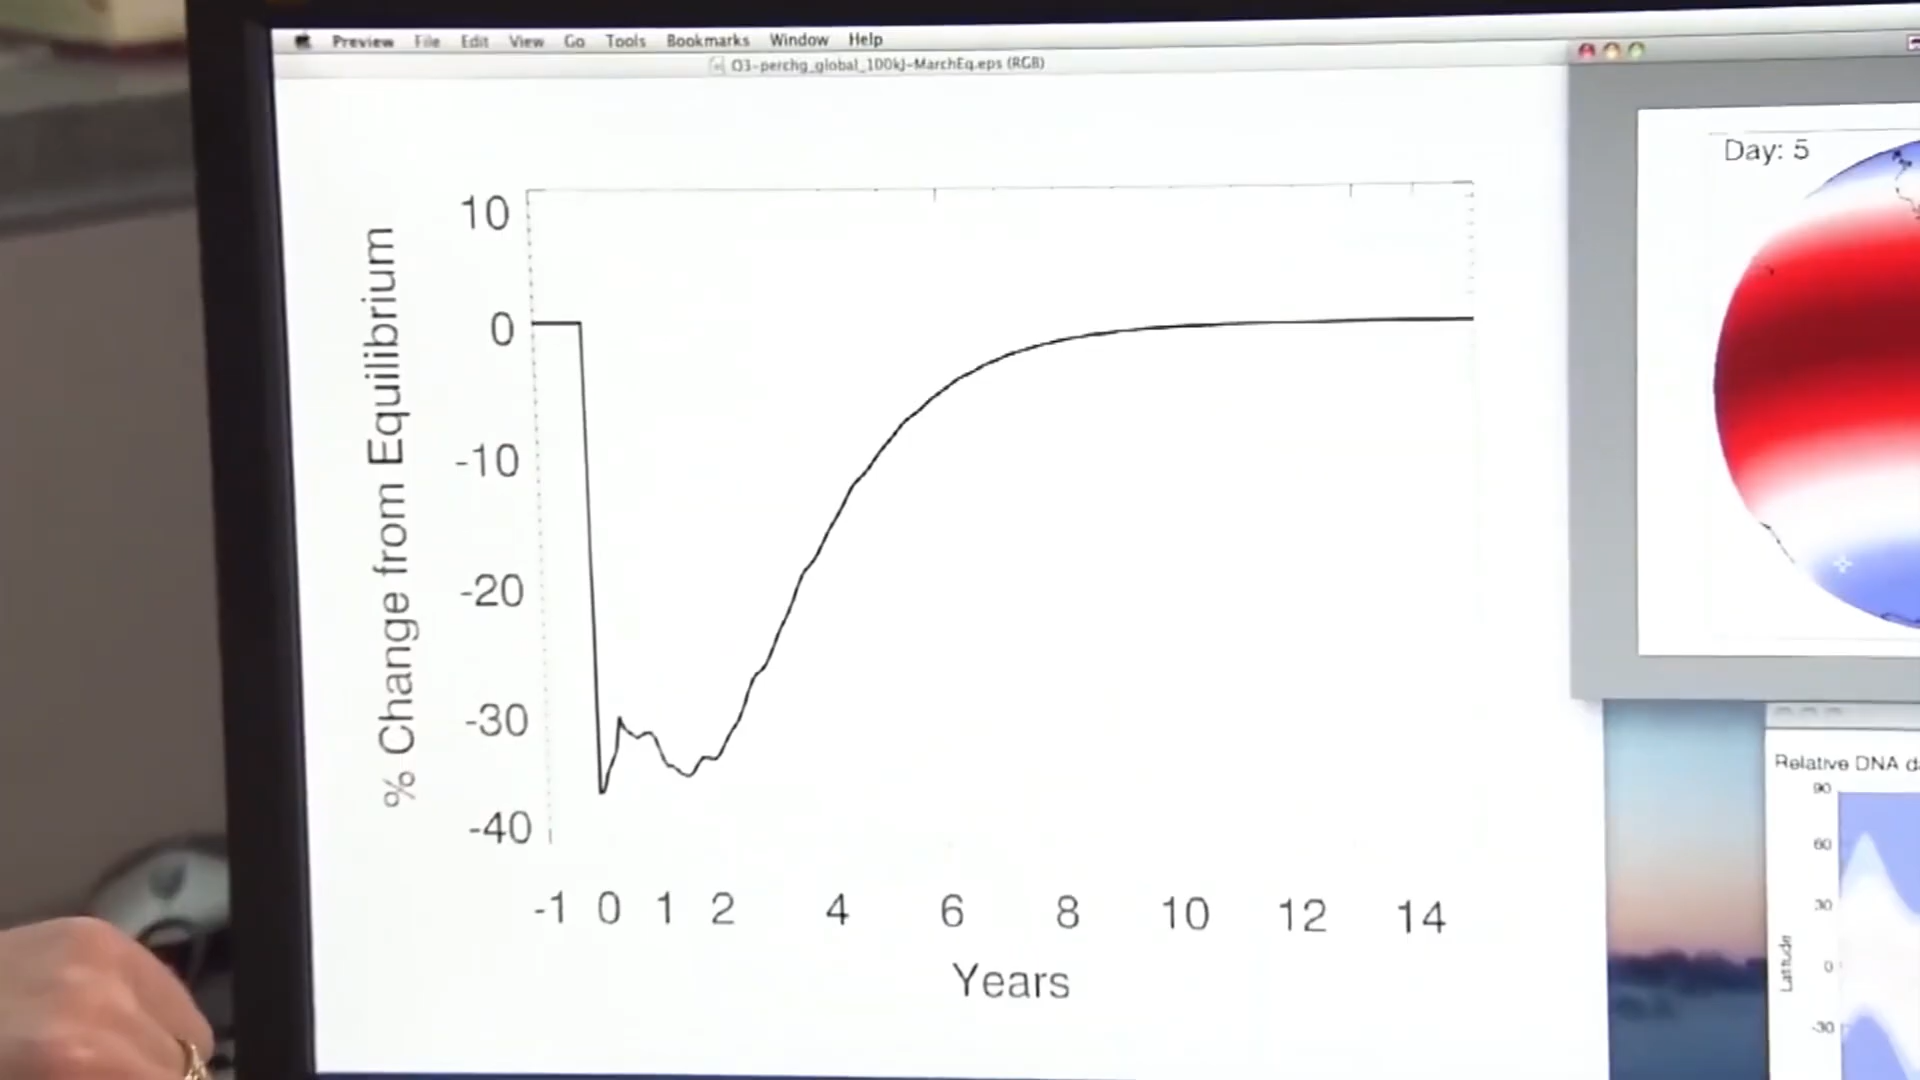 Preview File Edit View Go Tools Bookmarks Window Help
O3-perchg_global_100kJ-MarchEq.eps (RGB)
% Change from Equilibrium
10
0
-10
-20
-30
-40
-1 0 1 2 4 6 8 10 12 14
Years
Day: 5
Relative DNA d
90
60
30
0
-30
Latitude